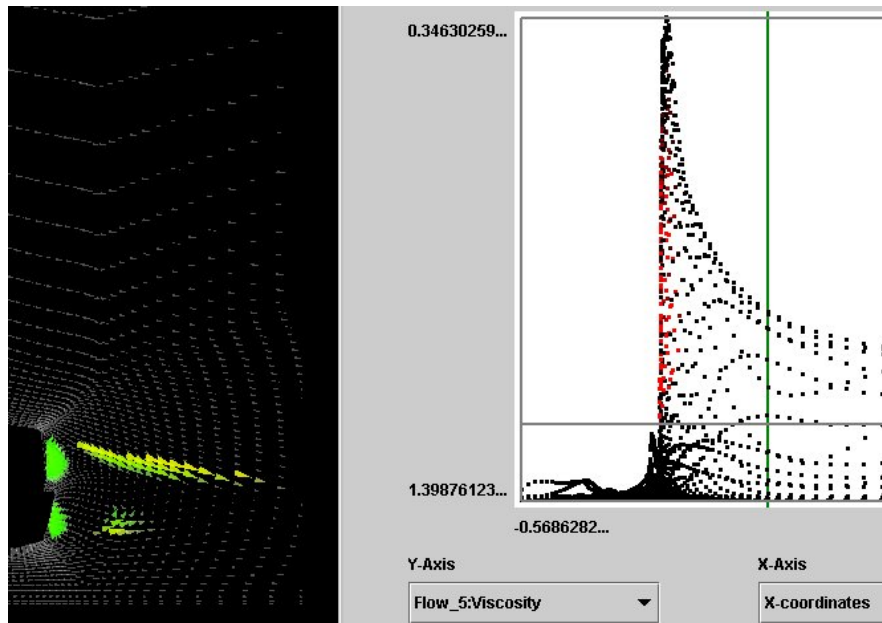 0.34630259...
1.39876123...
-0.5686282...
Y-Axis
X-Axis
Flow_5:Viscosity
X-coordinates